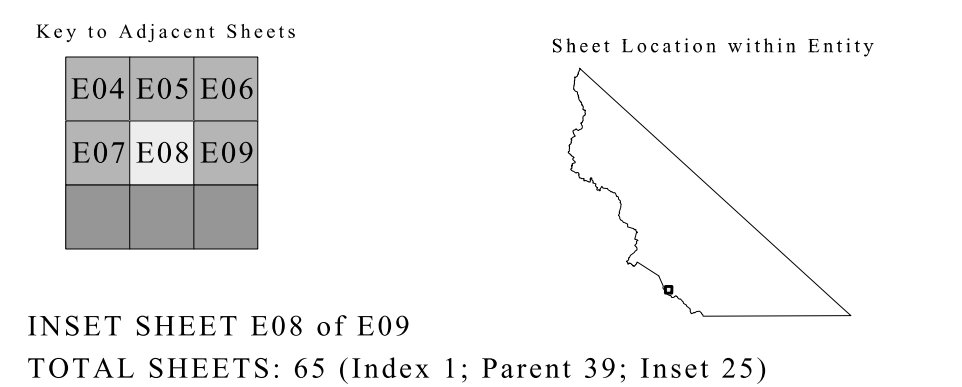 Key to Adjacent Sheets
Sheet Location within Entity
E04 E05 E06
E07 E08 E09
INSET SHEET E08 of E09
TOTAL SHEETS: 65 (Index 1; Parent 39; Inset 25)